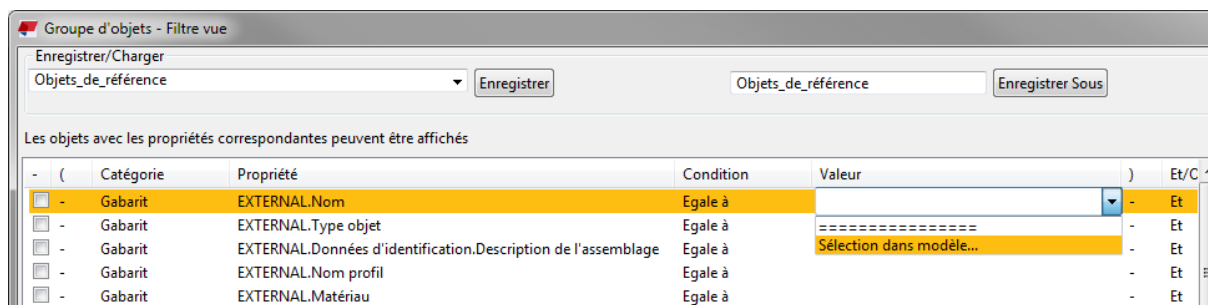 Groupe d'objets - Filtre vue
Enregistrer/Charger
Objets_de_référence Enregistrer Objets_de_référence Enregistrer Sous
Les objets avec les propriétés correspondantes peuvent être affichés
- ( Catégorie Propriété Condition Valeur ) Et/C
- Gabarit EXTERNAL.Nom Egale à - Et
- Gabarit EXTERNAL.Type objet Egale à ================ - Et
- Gabarit EXTERNAL.Données d'identification.Description de l'assemblage Egale à Sélection dans modèle... - Et
- Gabarit EXTERNAL.Nom profil Egale à - Et
- Gabarit EXTERNAL.Matériau Egale à - Et